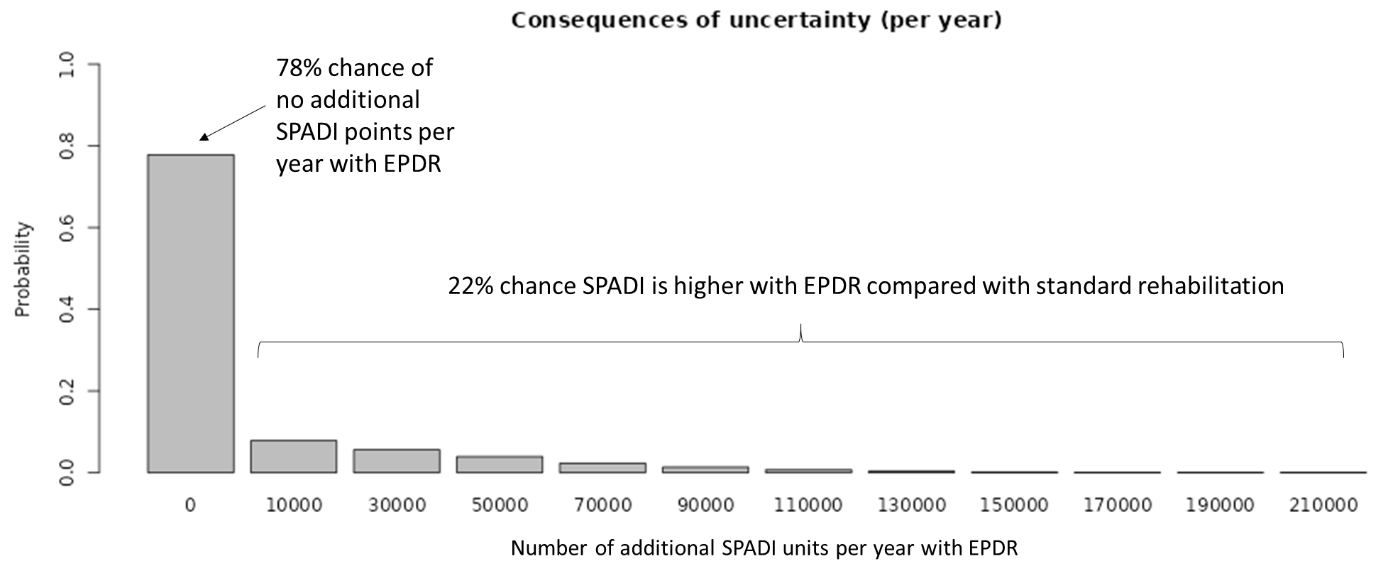 Consequences of uncertainty (per year)
78% chance of
no additional
SPADI points per
year with EPDR
22% chance SPADI is higher with EPDR compared with standard rehabilitation
Probability
1.0
0.8
0.6
0.4
0.2
0.0
0 10000 30000 50000 70000 90000 110000 130000 150000 170000 190000 210000
Number of additional SPADI units per year with EPDR